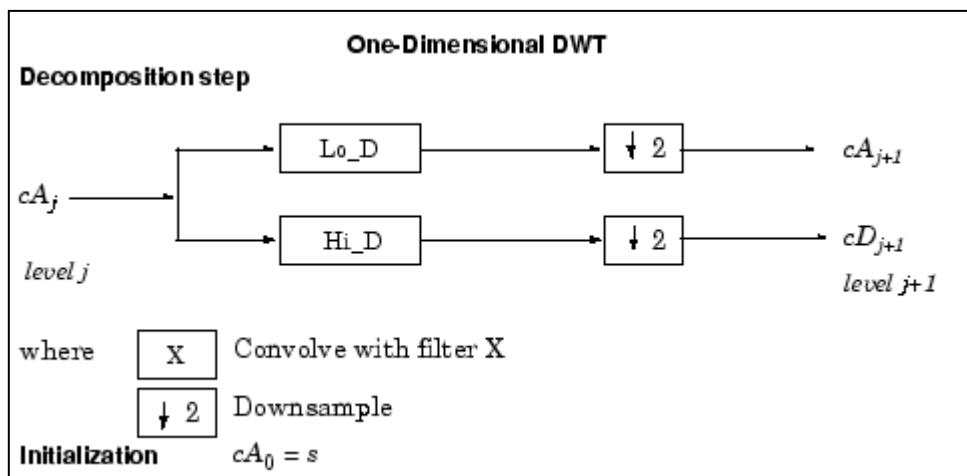 One-Dimensional DWT
Decomposition step
Lo_D
↓ 2
cA_{j+1}
cA_j
Hi_D
↓ 2
cD_{j+1}
level j
level j+1
where
X
Convolve with filter X
↓ 2
Downsample
Initialization cA_0 = s